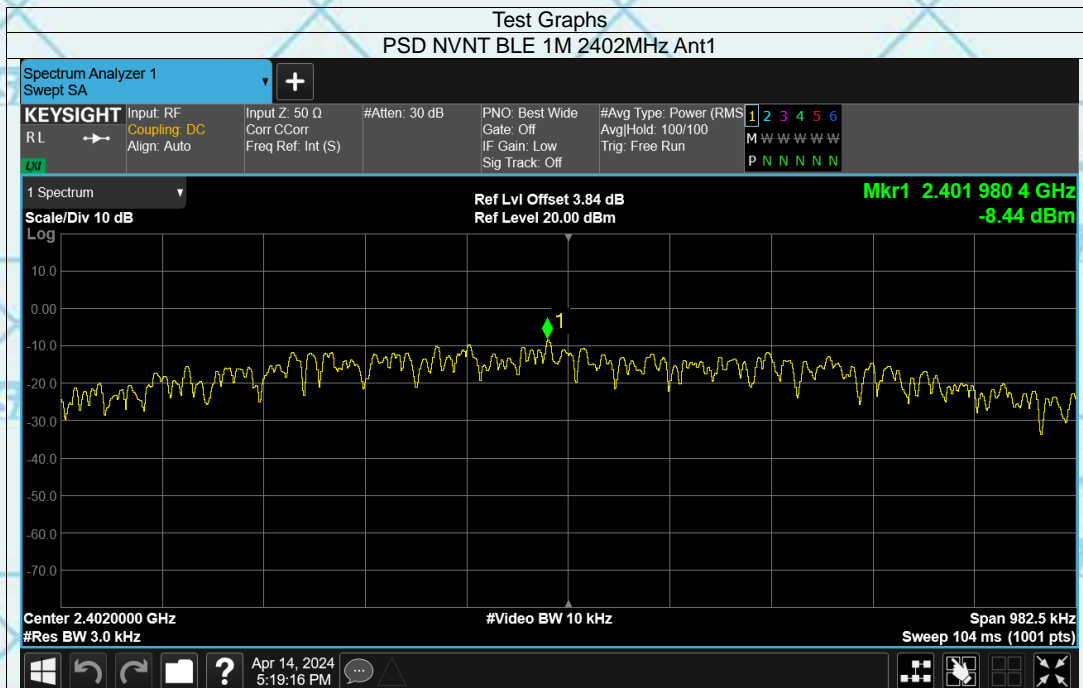 Test Graphs
PSD NVNT BLE 1M 2402MHz Ant1
Spectrum Analyzer 1
Swept SA
+
KEYSIGHT
RL
LXI
Input: RF
Coupling: DC
Align: Auto
Input Z: 50 Ω
Corr CCorr
Freq Ref: Int (S)
#Atten: 30 dB
PNO: Best Wide
Gate: Off
IF Gain: Low
Sig Track: Off
#Avg Type: Power (RMS
Avg|Hold: 100/100
Trig: Free Run
1 2 3 4 5 6
M W W W W W
P N N N N N
1 Spectrum
Scale/Div 10 dB
Ref Lvl Offset 3.84 dB
Ref Level 20.00 dBm
Mkr1 2.401 980 4 GHz
-8.44 dBm
Log
10.0
0.00
-10.0
-20.0
-30.0
-40.0
-50.0
-60.0
-70.0
1
Center 2.4020000 GHz
#Res BW 3.0 kHz
#Video BW 10 kHz
Span 982.5 kHz
Sweep 104 ms (1001 pts)
?
Apr 14, 2024
5:19:16 PM